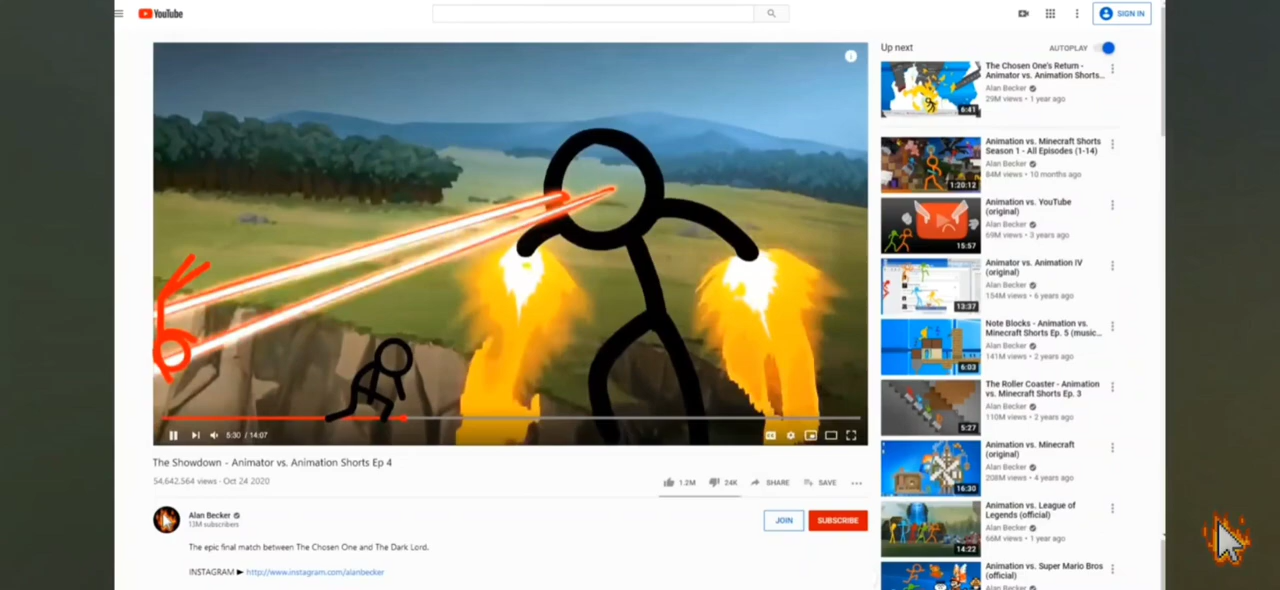 YouTube
SIGN IN
Up next
AUTOPLAY
The Chosen One's Return -
Animator vs. Animation Shorts...
Alan Becker
29M views • 1 year ago
6:41
Animation vs. Minecraft Shorts
Season 1 - All Episodes (1-14)
Alan Becker
84M views • 10 months ago
1:20:12
Animation vs. YouTube
(original)
Alan Becker
69M views • 3 years ago
15:57
Animator vs. Animation IV
(original)
Alan Becker
154M views • 6 years ago
13:37
Note Blocks - Animation vs.
Minecraft Shorts Ep. 5 (music...
Alan Becker
141M views • 2 years ago
6:03
The Roller Coaster - Animation
vs. Minecraft Shorts Ep. 3
Alan Becker
110M views • 2 years ago
5:27
Animation vs. Minecraft
(original)
Alan Becker
208M views • 4 years ago
16:30
Animation vs. League of
Legends (official)
Alan Becker
66M views • 1 year ago
14:22
Animation vs. Super Mario Bros
(official)
Alan Becker
5:30 / 14:07
The Showdown - Animator vs. Animation Shorts Ep 4
54,642,564 views · Oct 24 2020
1.2M
24K
SHARE
SAVE
Alan Becker
13M subscribers
JOIN
SUBSCRIBE
The epic final match between The Chosen One and The Dark Lord.
INSTAGRAM ▶ http://www.instagram.com/alanbecker